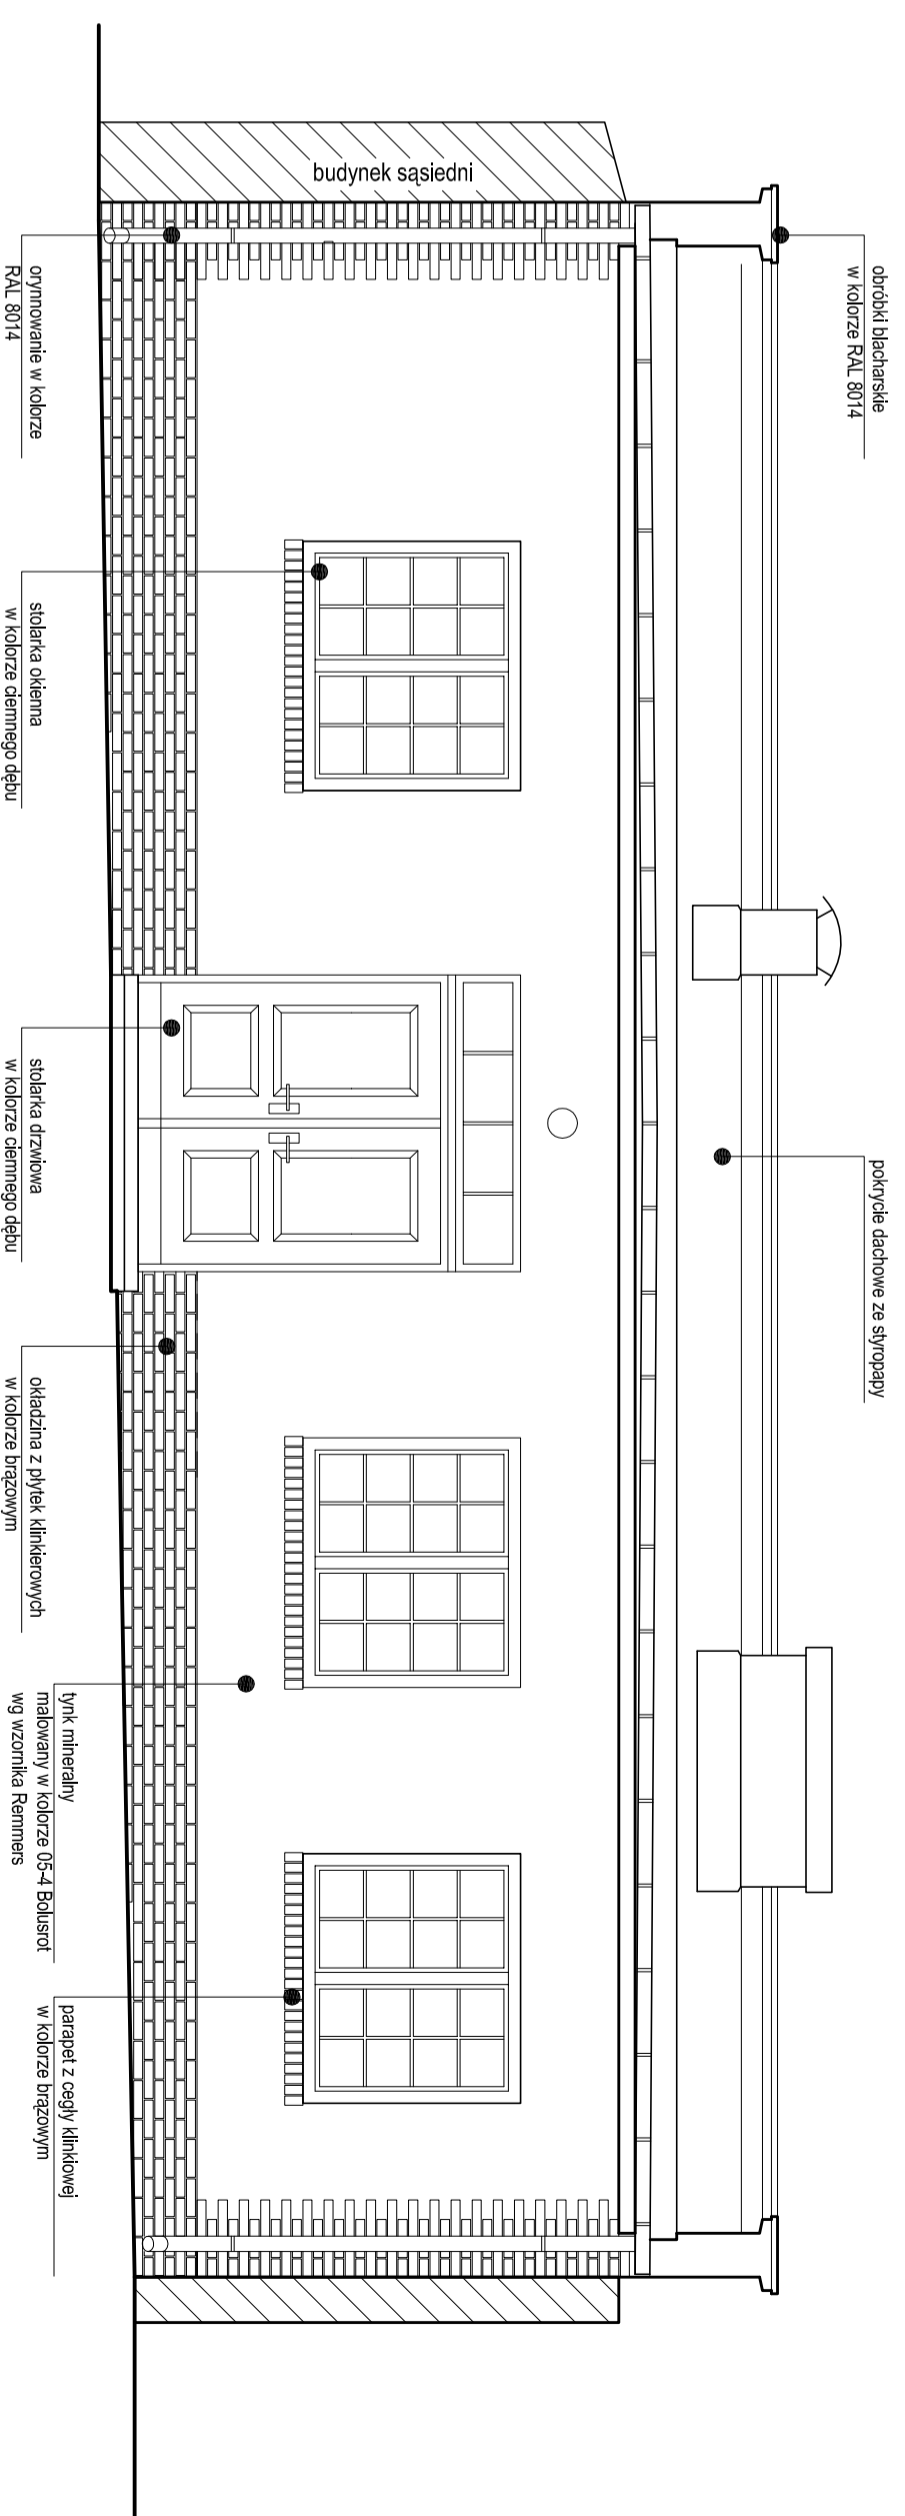 obróbki blacharskie
w kolorze RAL 8014
pokrycie dachowe ze styropapy
budynek sąsiedni
orynnowanie w kolorze
RAL 8014
stolarka okienna
w kolorze ciemnego dębu
stolarka drzwiowa
w kolorze ciemnego dębu
okładzina z płytek klinkierowych
w kolorze brązowym
tynk mineralny
malowany w kolorze 05-4 Bolusrot
wg wzornika Remmers
parapet z cegły klinkiowej
w kolorze brązowym